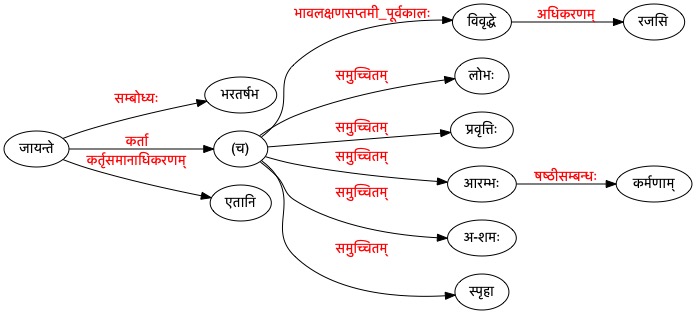 भावलक्षणसप्तमी_पूर्वकालः
विवृद्धे
अधिकरणम्
रजसि
समुच्चितम्
लोभः
सम्बोध्यः
भरतर्षभ
समुच्चितम्
प्रवृत्तिः
जायन्ते
कर्ता
(च)
समुच्चितम्
कर्तृसमानाधिकरणम्
आरम्भः
षष्ठीसम्बन्धः
कर्मणाम्
एतानि
समुच्चितम्
अ-शमः
समुच्चितम्
स्पृहा